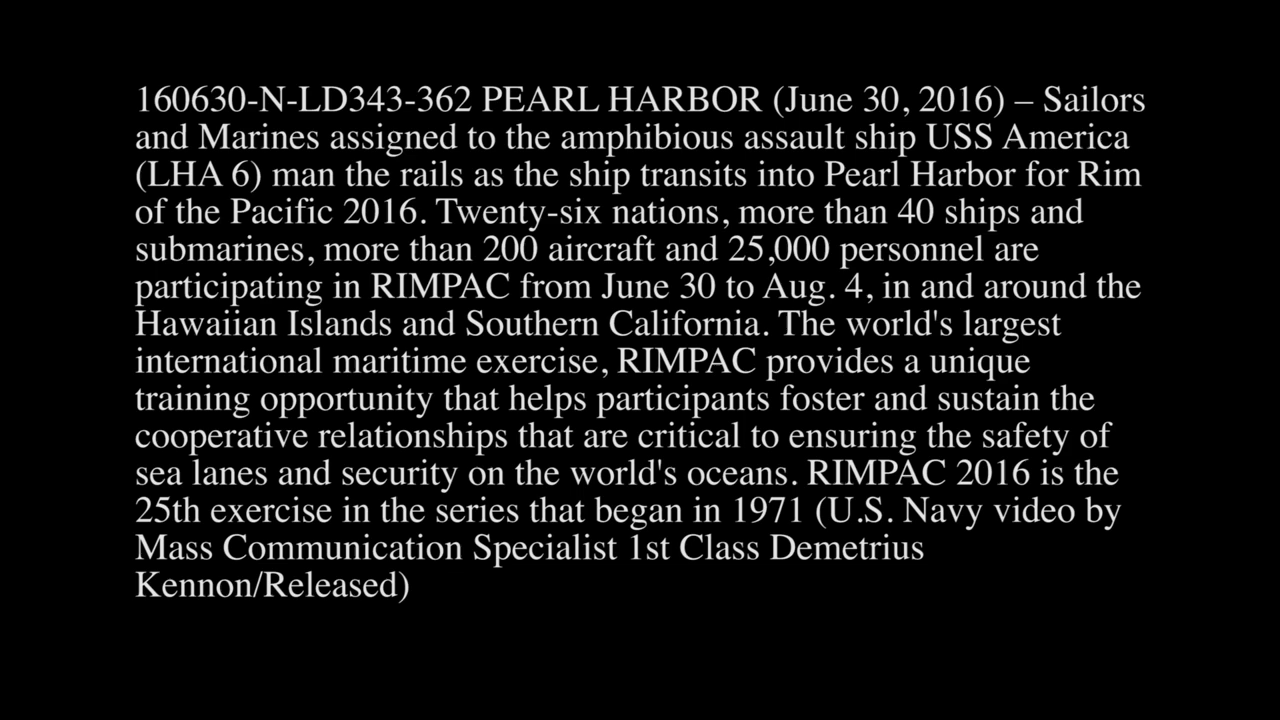 160630-N-LD343-362 PEARL HARBOR (June 30, 2016) – Sailors
and Marines assigned to the amphibious assault ship USS America
(LHA 6) man the rails as the ship transits into Pearl Harbor for Rim
of the Pacific 2016. Twenty-six nations, more than 40 ships and
submarines, more than 200 aircraft and 25,000 personnel are
participating in RIMPAC from June 30 to Aug. 4, in and around the
Hawaiian Islands and Southern California. The world's largest
international maritime exercise, RIMPAC provides a unique
training opportunity that helps participants foster and sustain the
cooperative relationships that are critical to ensuring the safety of
sea lanes and security on the world's oceans. RIMPAC 2016 is the
25th exercise in the series that began in 1971 (U.S. Navy video by
Mass Communication Specialist 1st Class Demetrius
Kennon/Released)